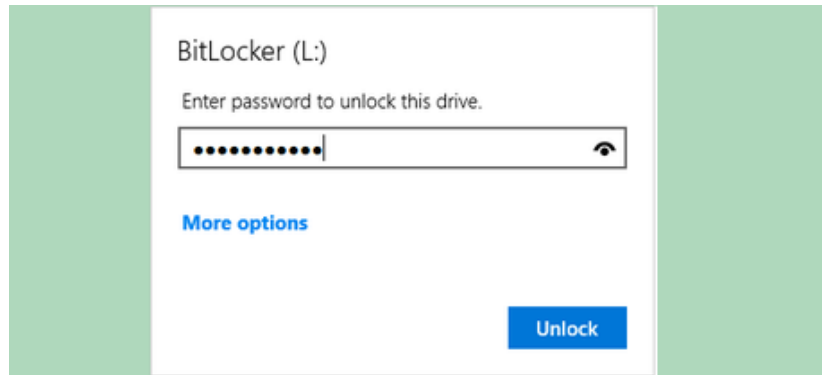 BitLocker (L:)
Enter password to unlock this drive.
●●●●●●●●●●●
More options
Unlock